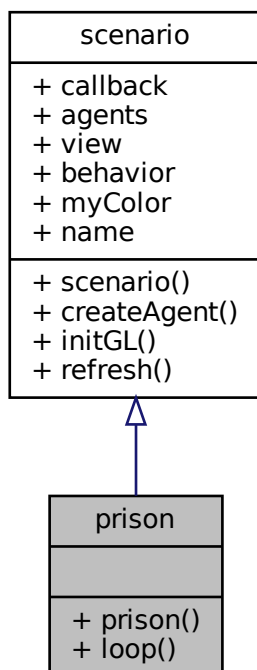 scenario
+ callback
+ agents
+ view
+ behavior
+ myColor
+ name
+ scenario()
+ createAgent()
+ initGL()
+ refresh()
prison
+ prison()
+ loop()